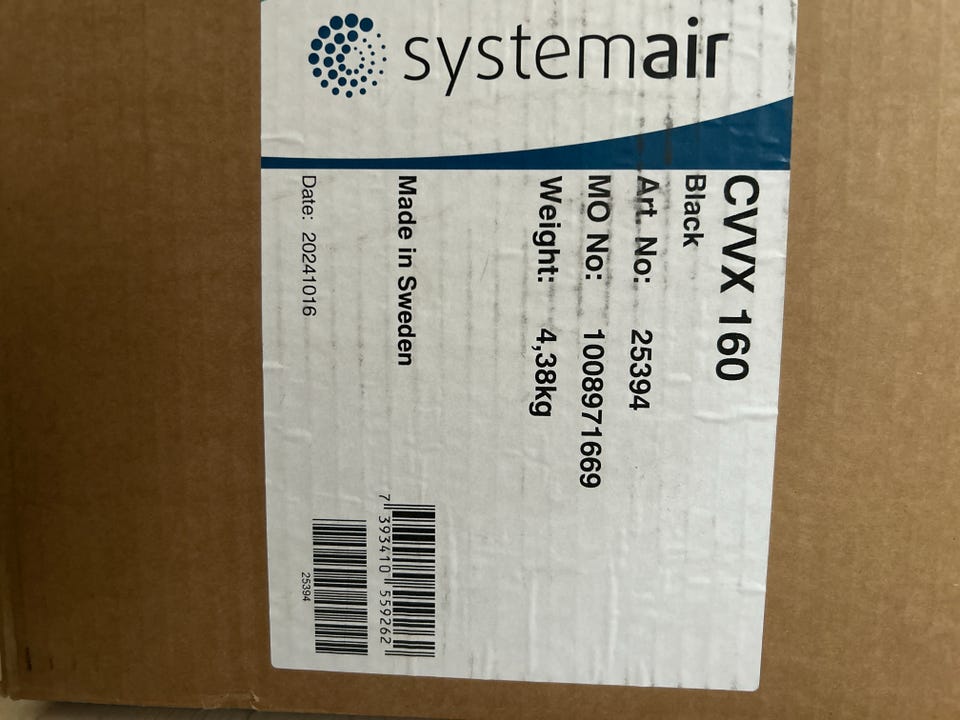 systemair
CVVX 160
Black
Art. No: 25394
MO No: 1008971669
Weight: 4,38kg
Made in Sweden
Date: 20241016
7 393410 559262
25394